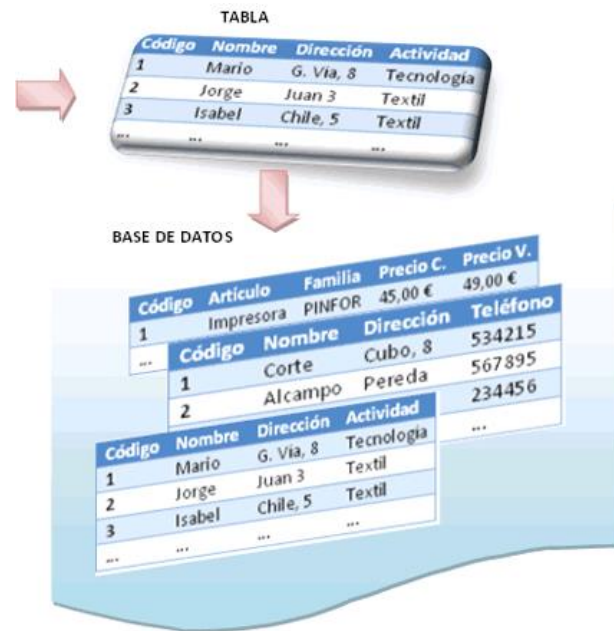 TABLA
Código Nombre Dirección Actividad
1 Mario G. Vía, 8 Tecnología
2 Jorge Juan 3 Textil
3 Isabel Chile, 5 Textil
... ... ... ...
BASE DE DATOS
Código Artículo Familia Precio C. Precio V.
1 Impresora PINFOR 45,00 € 49,00 €
...
Código Nombre Dirección Teléfono
1 Corte Cubo, 8 534215
2 Alcampo Pereda 567895
234456
...
Código Nombre Dirección Actividad
1 Mario G. Vía, 8 Tecnología
2 Jorge Juan 3 Textil
3 Isabel Chile, 5 Textil
... ... ... ...